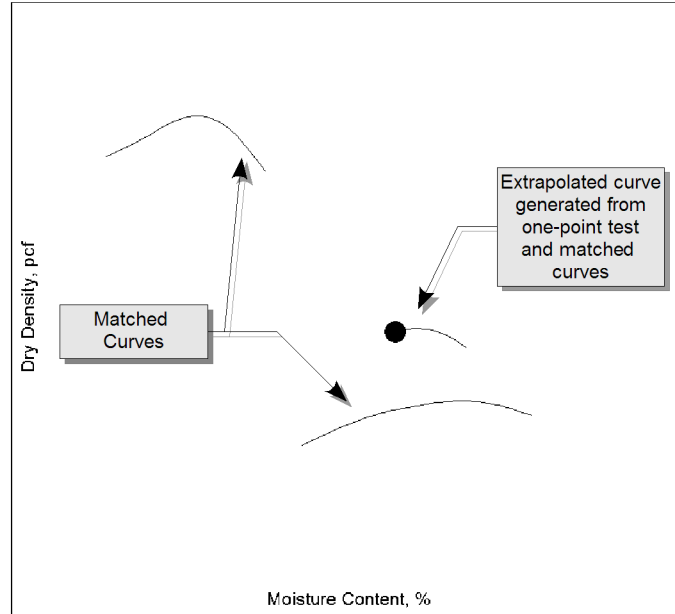 Extrapolated curve
generated from
one-point test
and matched
curves
Matched
Curves
Dry Density, pcf
Moisture Content, %